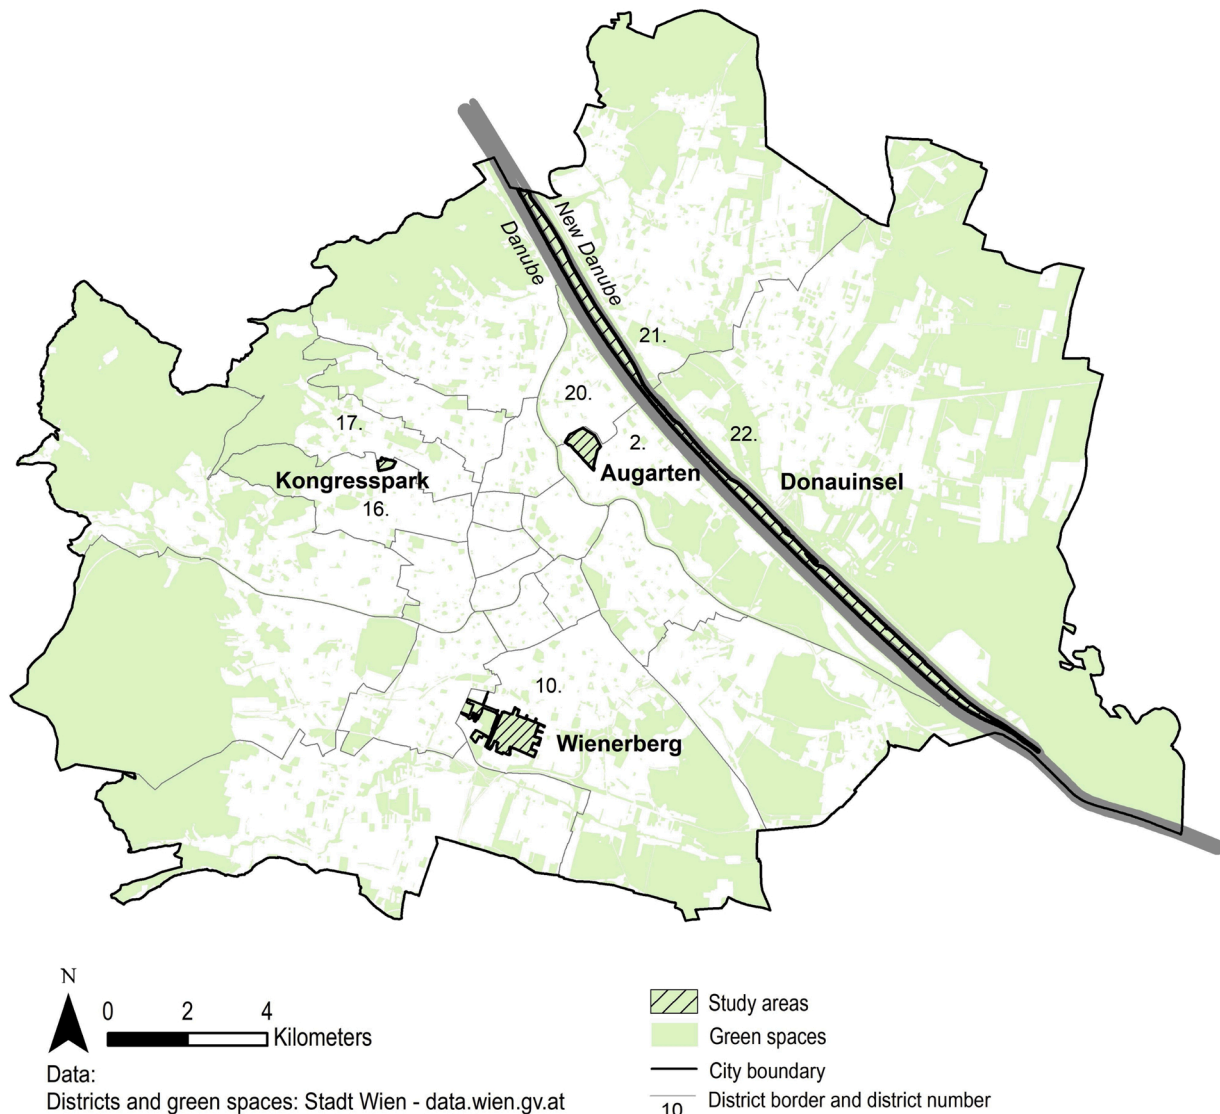 New Danube
Danube
21.
20.
17.
2.
22.
Kongresspark
Augarten
Donauinsel
16.
10.
Wienerberg
N
0 2 4
Kilometers
Data:
Districts and green spaces: Stadt Wien - data.wien.gv.at
Study areas
Green spaces
City boundary
District border and district number
10.